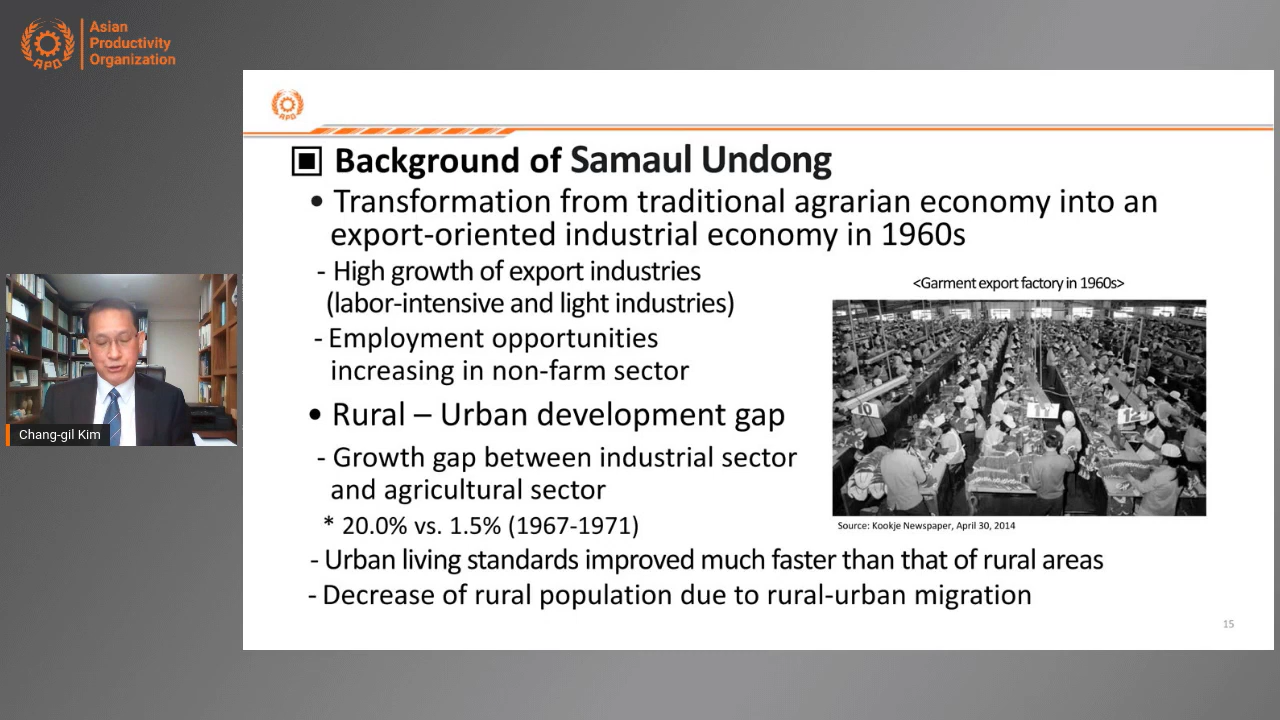 Asian
Productivity
Organization
APO
APO
▣ Background of Samaul Undong
• Transformation from traditional agrarian economy into an
export-oriented industrial economy in 1960s
- High growth of export industries
(labor-intensive and light industries)
- Employment opportunities
increasing in non-farm sector
• Rural – Urban development gap
- Growth gap between industrial sector
and agricultural sector
* 20.0% vs. 1.5% (1967-1971)
- Urban living standards improved much faster than that of rural areas
- Decrease of rural population due to rural-urban migration
<Garment export factory in 1960s>
Source: Kookje Newspaper, April 30, 2014
15
Chang-gil Kim